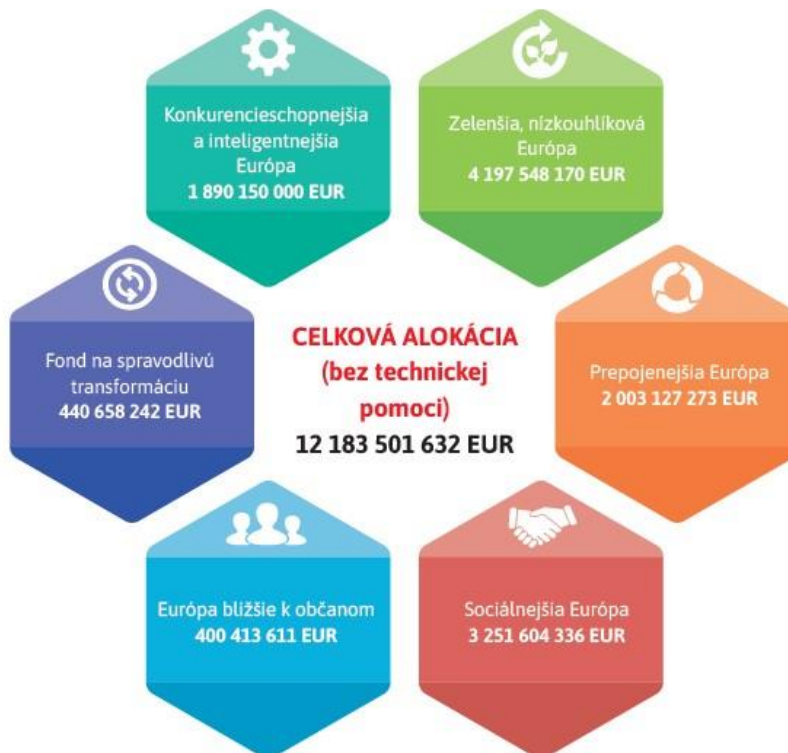 Konkurencieschopnejšia
a inteligentnejšia
Európa
1 890 150 000 EUR
Zelenšia, nízkouhlíková
Európa
4 197 548 170 EUR
Fond na spravodlivú
transformáciu
440 658 242 EUR
CELKOVÁ ALOKÁCIA
(bez technickej
pomoci)
12 183 501 632 EUR
Prepojenejšia Európa
2 003 127 273 EUR
Európa bližšie k občanom
400 413 611 EUR
Sociálnejšia Európa
3 251 604 336 EUR